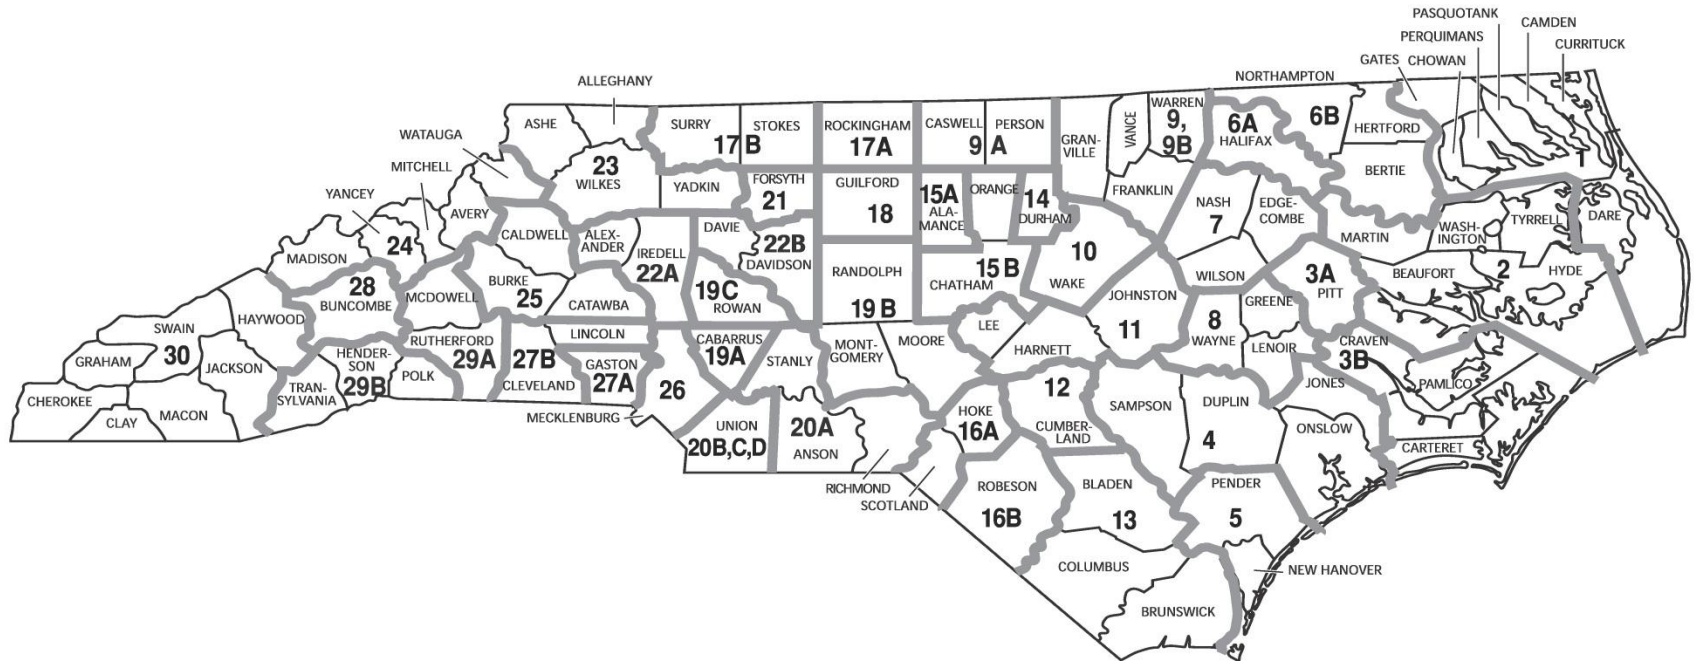 PASQUOTANK
CAMDEN
PERQUIMANS
CURRITUCK
GATES
CHOWAN
NORTHAMPTON
ALLEGHANY
WATAUGA
MITCHELL
YANCEY
ASHE
23
WILKES
SURRY
17 B
STOKES
ROCKINGHAM
17A
CASWELL
9 A
PERSON
GRAN-
VILLE
VANCE
WARREN
9,
9B
FRANKLIN
6A
HALIFAX
6B
HERTFORD
BERTIE
1
AVERY
24
MADISON
CALDWELL
ALEX-
ANDER
YADKIN
FORSYTH
21
GUILFORD
18
15A
ALA-
MANCE
ORANGE
14
DURHAM
NASH
7
EDGE-
COMBE
MARTIN
WASH-
INGTON
TYRRELL
DARE
IREDELL
22A
DAVIE
22B
DAVIDSON
RANDOLPH
19 B
15 B
CHATHAM
10
WAKE
WILSON
3A
PITT
BEAUFORT
2
HYDE
28
BUNCOMBE
MCDOWELL
BURKE
25
CATAWBA
19C
ROWAN
JOHNSTON
11
GREENE
8
WAYNE
LENOIR
CRAVEN
3B
PAMLICO
JONES
HAYWOOD
SWAIN
30
GRAHAM
JACKSON
CHEROKEE
CLAY
MACON
TRAN-
SYLVANIA
HENDER-
SON
29B
POLK
RUTHERFORD
29A
27B
CLEVELAND
LINCOLN
GASTON
27A
MECKLENBURG
26
CABARRUS
19A
STANLY
MONT-
GOMERY
MOORE
LEE
HARNETT
UNION
20B,C,D
20A
ANSON
RICHMOND
SCOTLAND
HOKE
16A
12
CUMBER-
LAND
SAMPSON
DUPLIN
4
ONSLOW
CARTERET
ROBESON
16B
BLADEN
13
PENDER
5
COLUMBUS
BRUNSWICK
NEW HANOVER